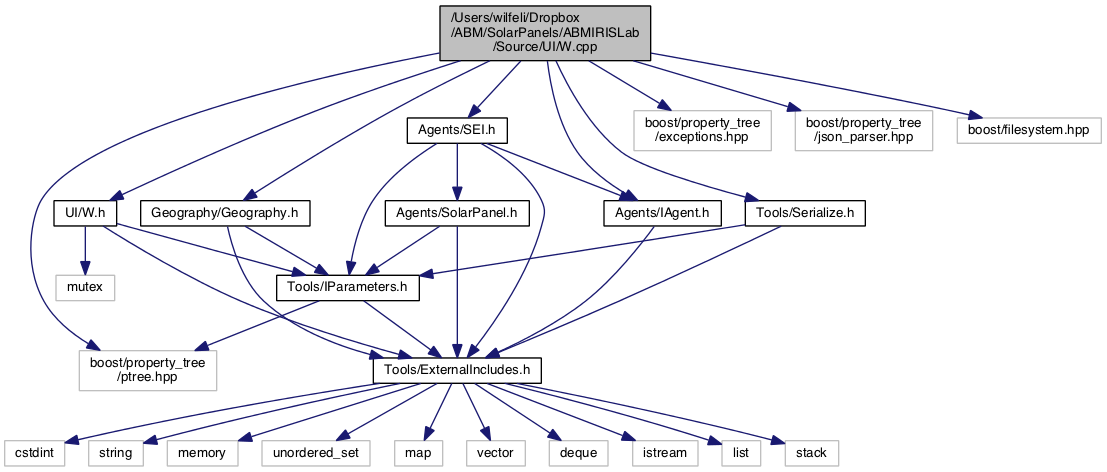 /Users/wilfeli/Dropbox
/ABM/SolarPanels/ABMIRISLab
/Source/UI/W.cpp
boost/property_tree
/exceptions.hpp
boost/property_tree
/json_parser.hpp
boost/filesystem.hpp
Agents/SEI.h
UI/W.h
Geography/Geography.h
Agents/SolarPanel.h
Agents/IAgent.h
Tools/Serialize.h
mutex
Tools/IParameters.h
boost/property_tree
/ptree.hpp
Tools/ExternalIncludes.h
cstdint
string
memory
unordered_set
map
vector
deque
istream
list
stack